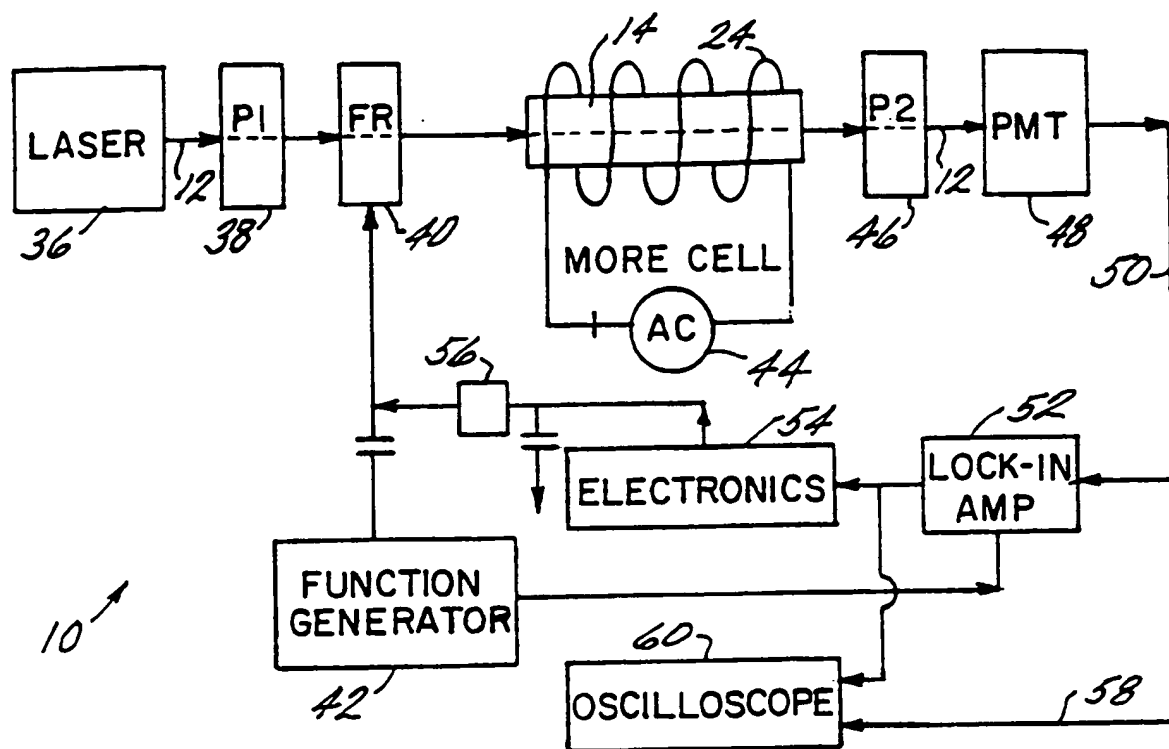 14
24
LASER
P1
FR
P2
PMT
12
12
36
38
40
46
48
50
MORE CELL
AC
44
56
54
52
ELECTRONICS
LOCK-IN
AMP
FUNCTION
GENERATOR
10
42
60
OSCILLOSCOPE
58